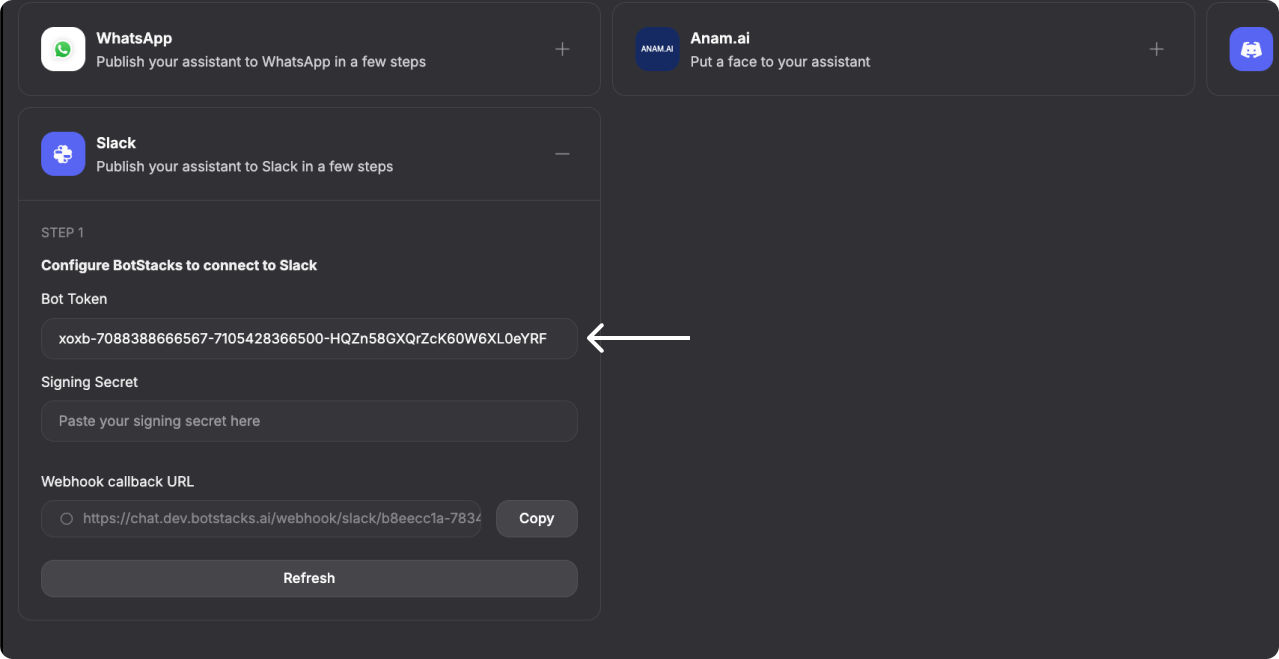 WhatsApp
Publish your assistant to WhatsApp in a few steps
ANAM.AI
Anam.ai
Put a face to your assistant
Slack
Publish your assistant to Slack in a few steps
STEP 1
Configure BotStacks to connect to Slack
Bot Token
xoxb-7088388666567-7105428366500-HQZn58GXQrZcK60W6XL0eYRF
Signing Secret
Paste your signing secret here
Webhook callback URL
https://chat.dev.botstacks.ai/webhook/slack/b8eecc1a-7834
Copy
Refresh